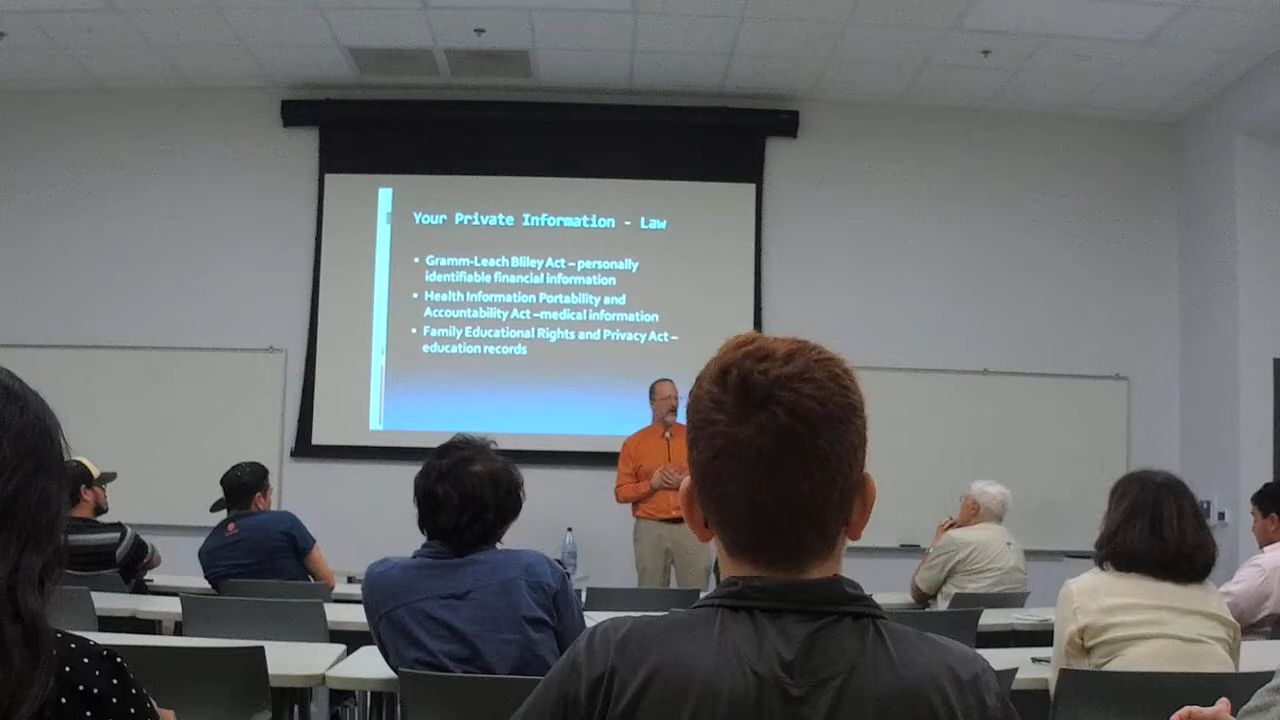 Your Private Information - Law
▪ Gramm-Leach Bliley Act – personally
identifiable financial information
▪ Health Information Portability and
Accountability Act –medical information
▪ Family Educational Rights and Privacy Act –
education records